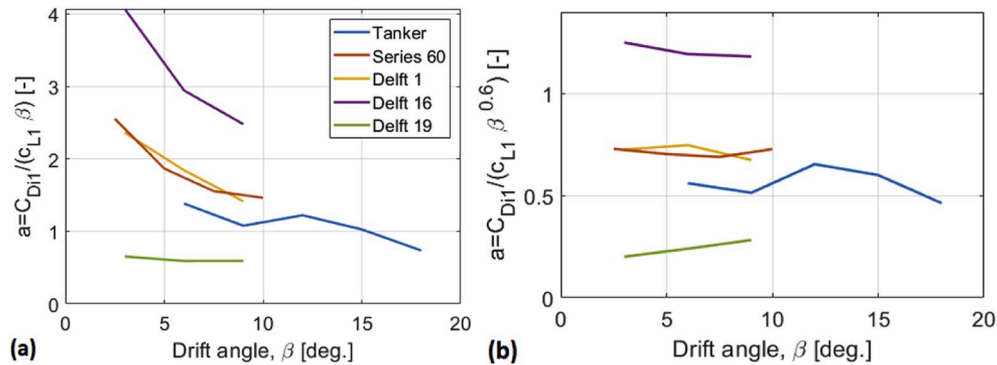 a=C_Di1/(c_L1 β) [-]
4
3
2
1
0
Tanker
Series 60
Delft 1
Delft 16
Delft 19
0 5 10 15 20
(a) Drift angle, β [deg.]
a=C_Di1/(c_L1 β^0.6) [-]
1
0.5
0
0 5 10 15 20
(b) Drift angle, β [deg.]